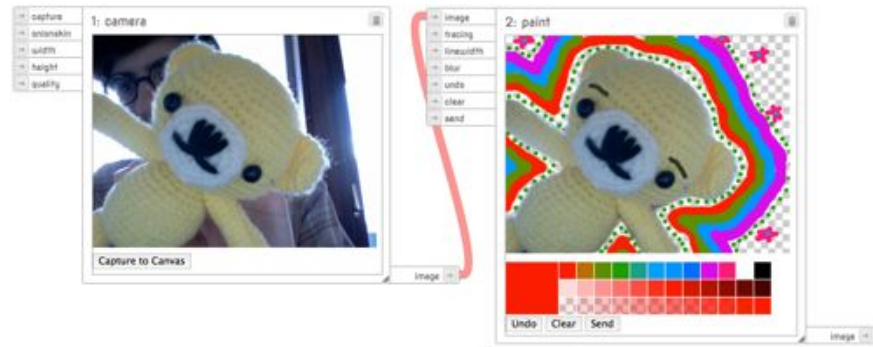 1: camera
capture
onionskin
width
height
quality
Capture to Canvas
image
2: paint
image
tracing
linewidth
blur
undo
clear
send
Undo Clear Send
image